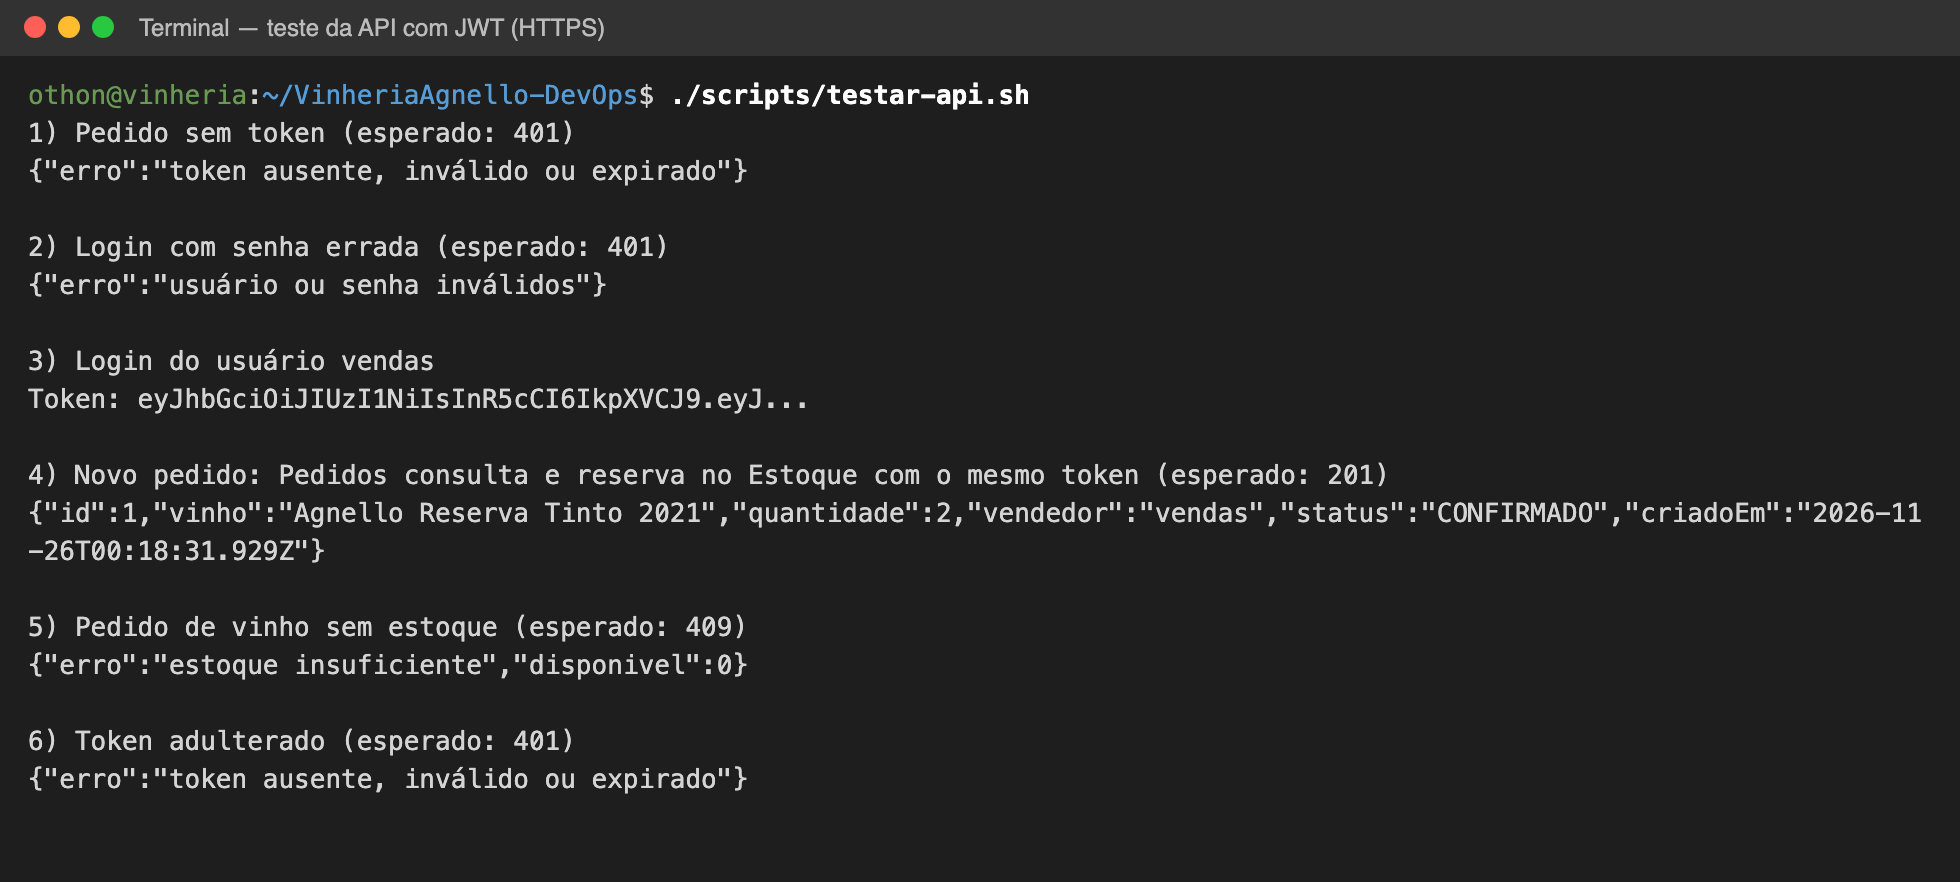 Terminal — teste da API com JWT (HTTPS)
othon@vinheria:~/VinheriaAgnello-DevOps$ ./scripts/testar-api.sh
1) Pedido sem token (esperado: 401)
{"erro":"token ausente, inválido ou expirado"}
2) Login com senha errada (esperado: 401)
{"erro":"usuário ou senha inválidos"}
3) Login do usuário vendas
Token: eyJhbGciOiJIUzI1NiIsInR5cCI6IkpXVCJ9.eyJ...
4) Novo pedido: Pedidos consulta e reserva no Estoque com o mesmo token (esperado: 201)
{"id":1,"vinho":"Agnello Reserva Tinto 2021","quantidade":2,"vendedor":"vendas","status":"CONFIRMADO","criadoEm":"2026-11
-26T00:18:31.929Z"}
5) Pedido de vinho sem estoque (esperado: 409)
{"erro":"estoque insuficiente","disponivel":0}
6) Token adulterado (esperado: 401)
{"erro":"token ausente, inválido ou expirado"}